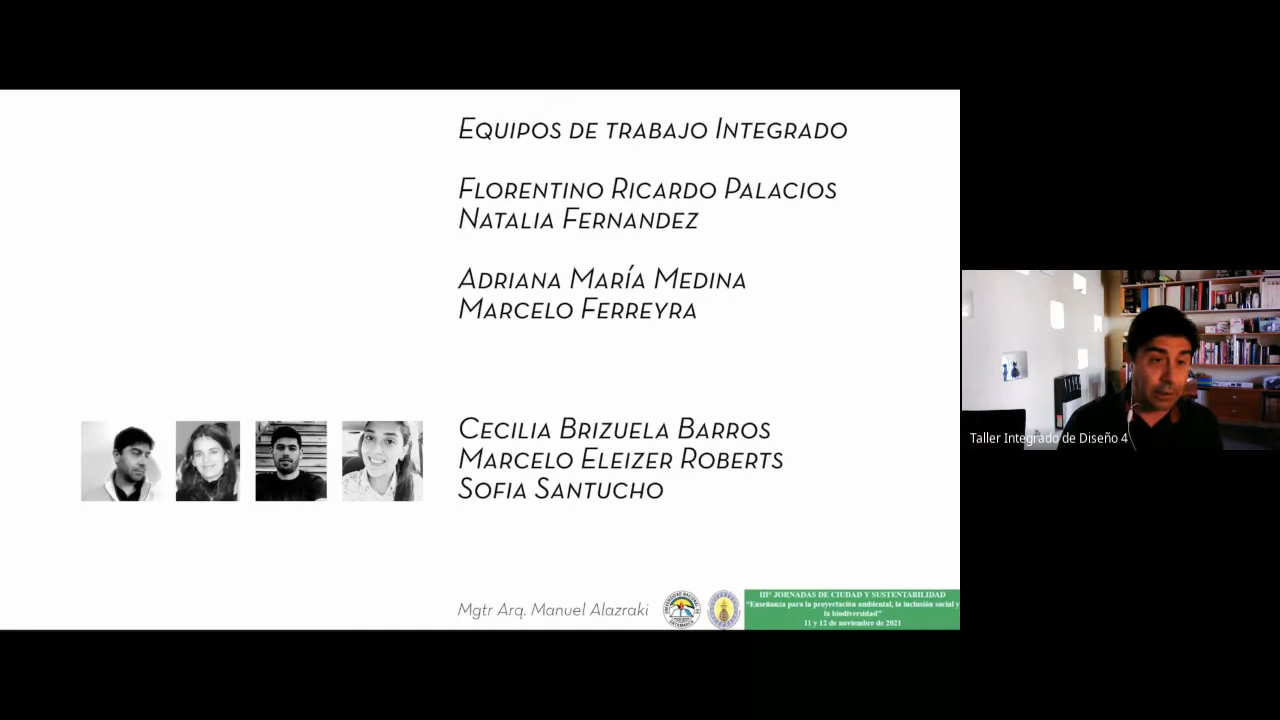 Equipos de trabajo Integrado
Florentino Ricardo Palacios
Natalia Fernandez
Adriana María Medina
Marcelo Ferreyra
Cecilia Brizuela Barros
Marcelo Eleizer Roberts
Sofia Santucho
Mgtr Arq. Manuel Alazraki
IIIº JORNADAS DE CIUDAD Y SUSTENTABILIDAD
"Enseñanza para la proyectación ambiental, la inclusión social y
la biodiversidad"
11 y 12 de noviembre de 2021
Taller Integrado de Diseño 4